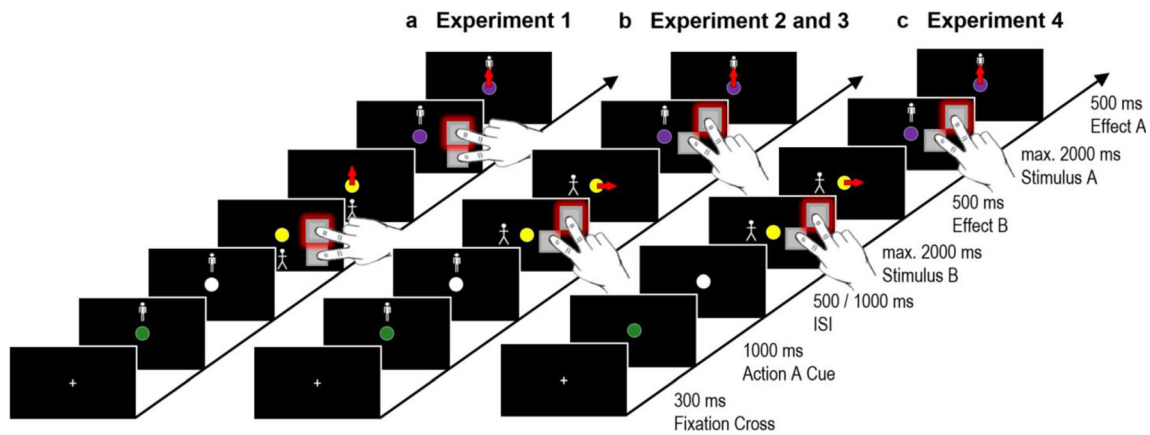 a Experiment 1
b Experiment 2 and 3
c Experiment 4
500 ms
Effect A
max. 2000 ms
Stimulus A
500 ms
Effect B
max. 2000 ms
Stimulus B
500 / 1000 ms
ISI
1000 ms
Action A Cue
300 ms
Fixation Cross